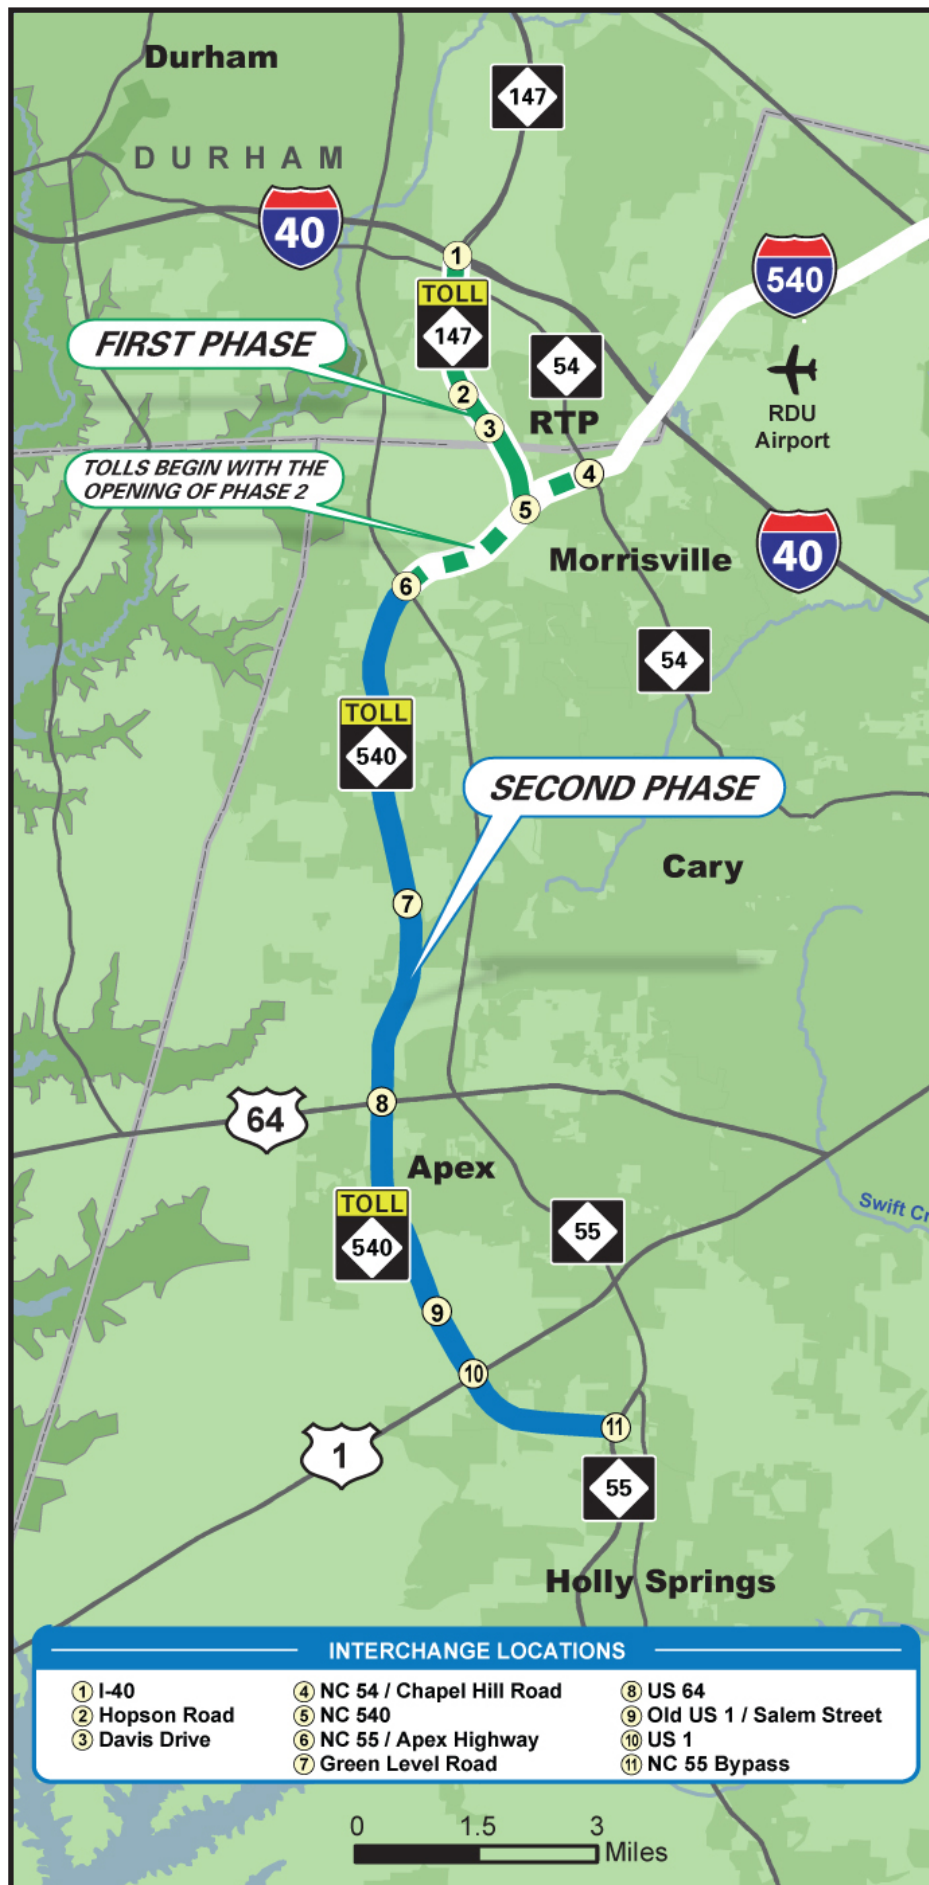 Durham
147
DURHAM
40
540
1
TOLL
147
FIRST PHASE
54
RDU
Airport
2
RTP
3
TOLLS BEGIN WITH THE
OPENING OF PHASE 2
4
5
40
Morrisville
6
54
TOLL
540
SECOND PHASE
Cary
7
8
64
Apex
TOLL
540
55
Swift Cr
9
10
11
1
55
Holly Springs
INTERCHANGE LOCATIONS
1 I-40
2 Hopson Road
3 Davis Drive
4 NC 54 / Chapel Hill Road
5 NC 540
6 NC 55 / Apex Highway
7 Green Level Road
8 US 64
9 Old US 1 / Salem Street
10 US 1
11 NC 55 Bypass
0 1.5 3
Miles